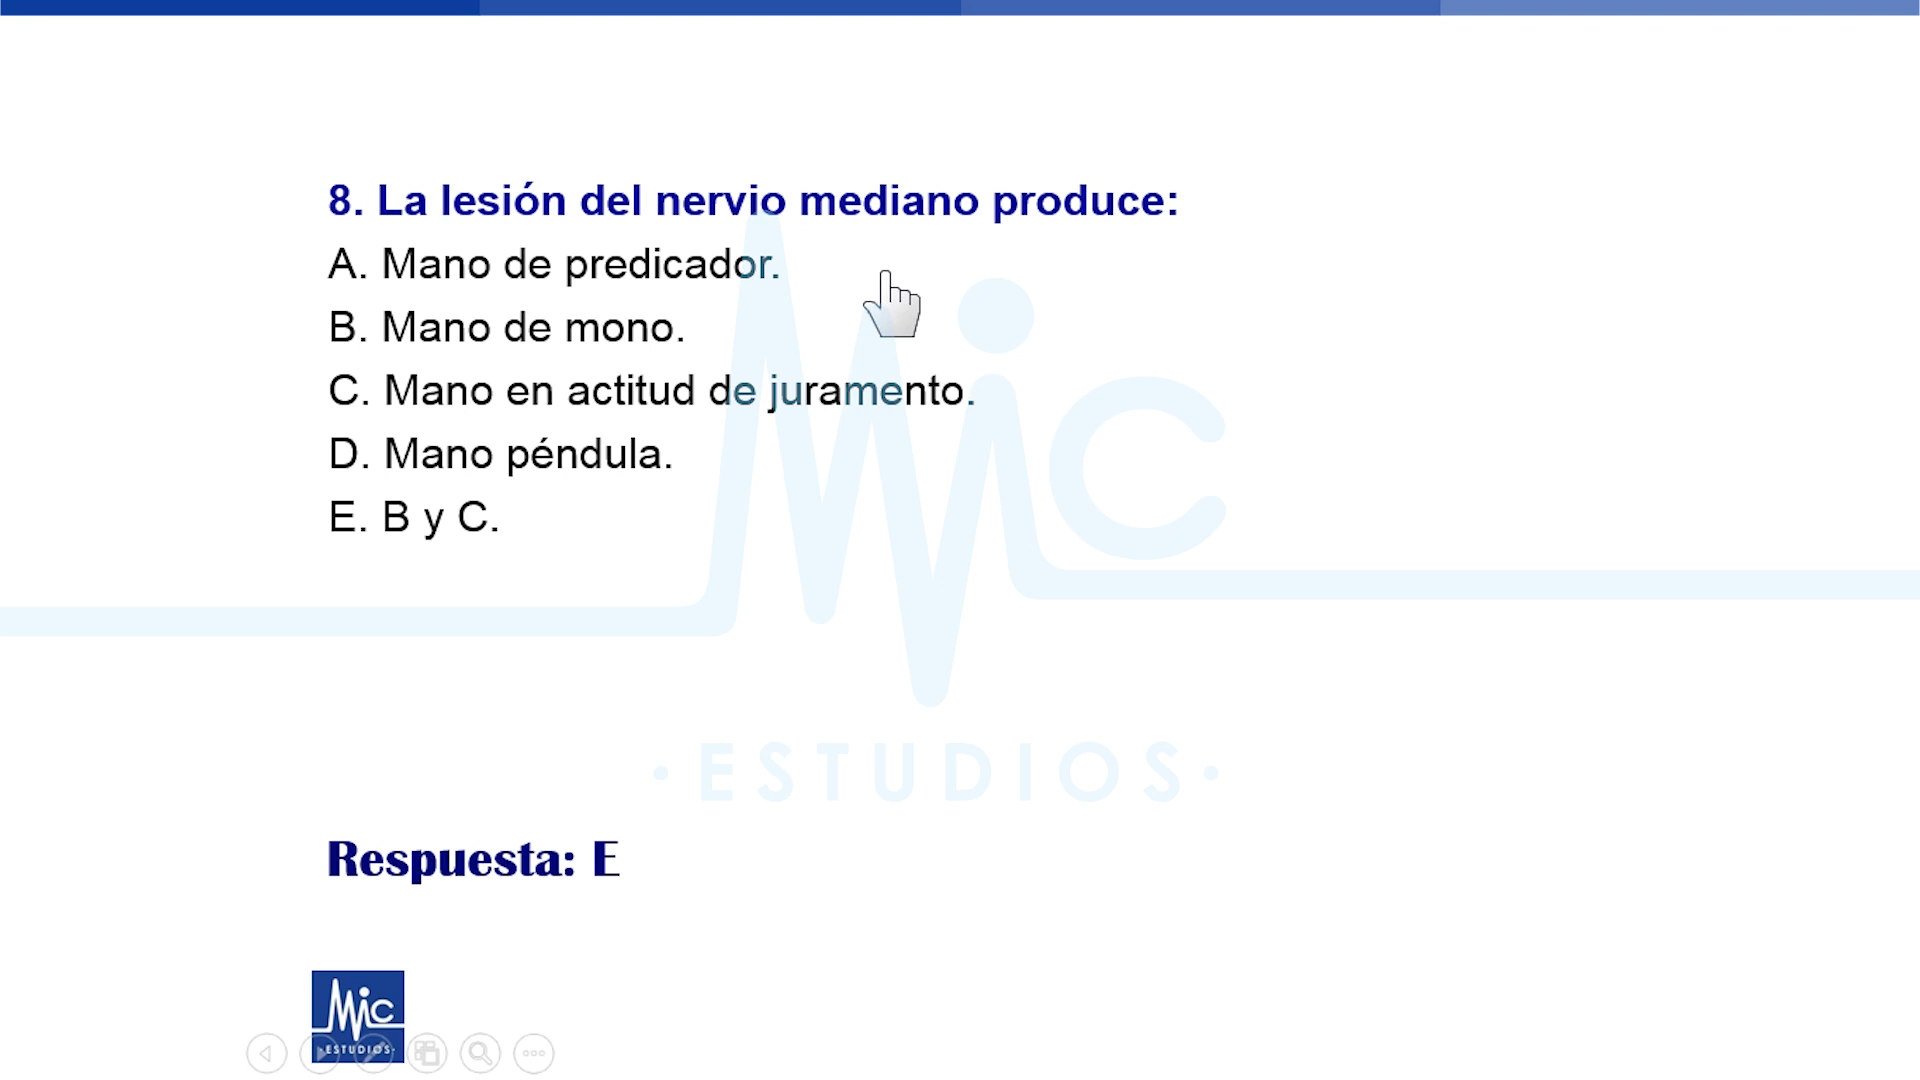 8. La lesión del nervio mediano produce:
A. Mano de predicador.
B. Mano de mono.
C. Mano en actitud de juramento.
D. Mano péndula.
E. B y C.
Mic
·ESTUDIOS·
Respuesta: E
Mic
·ESTUDIOS·